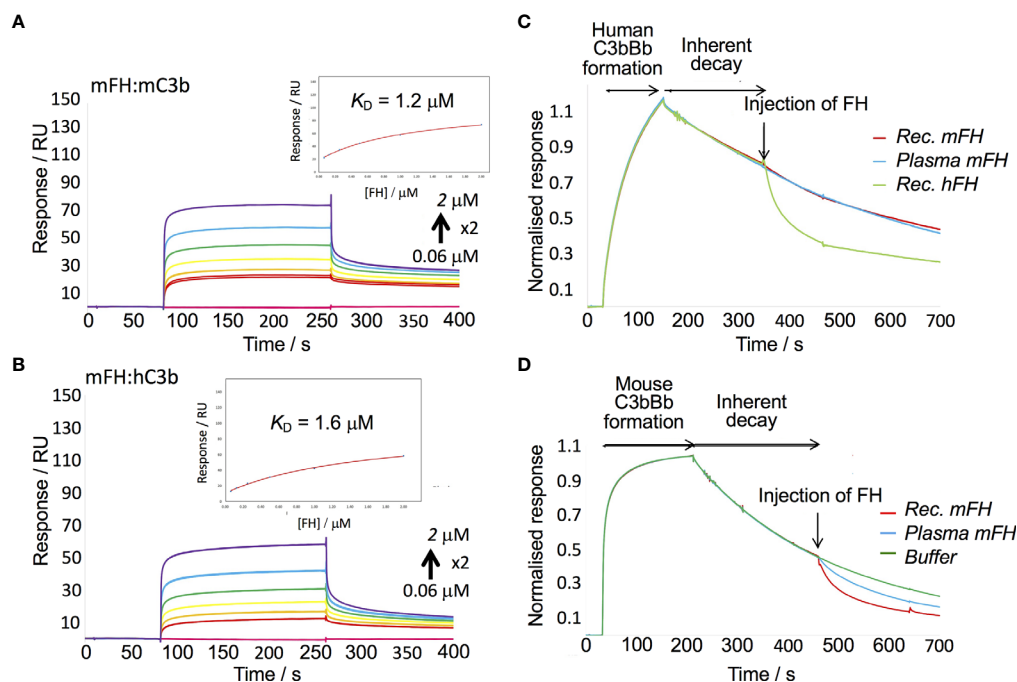 A
mFH:mC3b
150
130
110
90
70
50
30
10
Response / RU
0 50 100 150 200 250 300 350 400
Time / s
K_D = 1.2 µM
Response / RU
[FH] / µM
2 µM
x2
0.06 µM
B
mFH:hC3b
150
130
110
90
70
50
30
10
Response / RU
0 50 100 150 200 250 300 350 400
Time / s
K_D = 1.6 µM
Response / RU
[FH] / µM
2 µM
x2
0.06 µM
C
Human
C3bBb
formation
Inherent
decay
Injection of FH
Rec. mFH
Plasma mFH
Rec. hFH
1.1
0.9
0.7
0.5
0.3
0.1
Normalised response
0 100 200 300 400 500 600 700
Time / s
D
Mouse
C3bBb
formation
Inherent
decay
Injection of FH
Rec. mFH
Plasma mFH
Buffer
1.1
0.9
0.7
0.5
0.3
0.1
Normalised response
0 100 200 300 400 500 600 700
Time / s